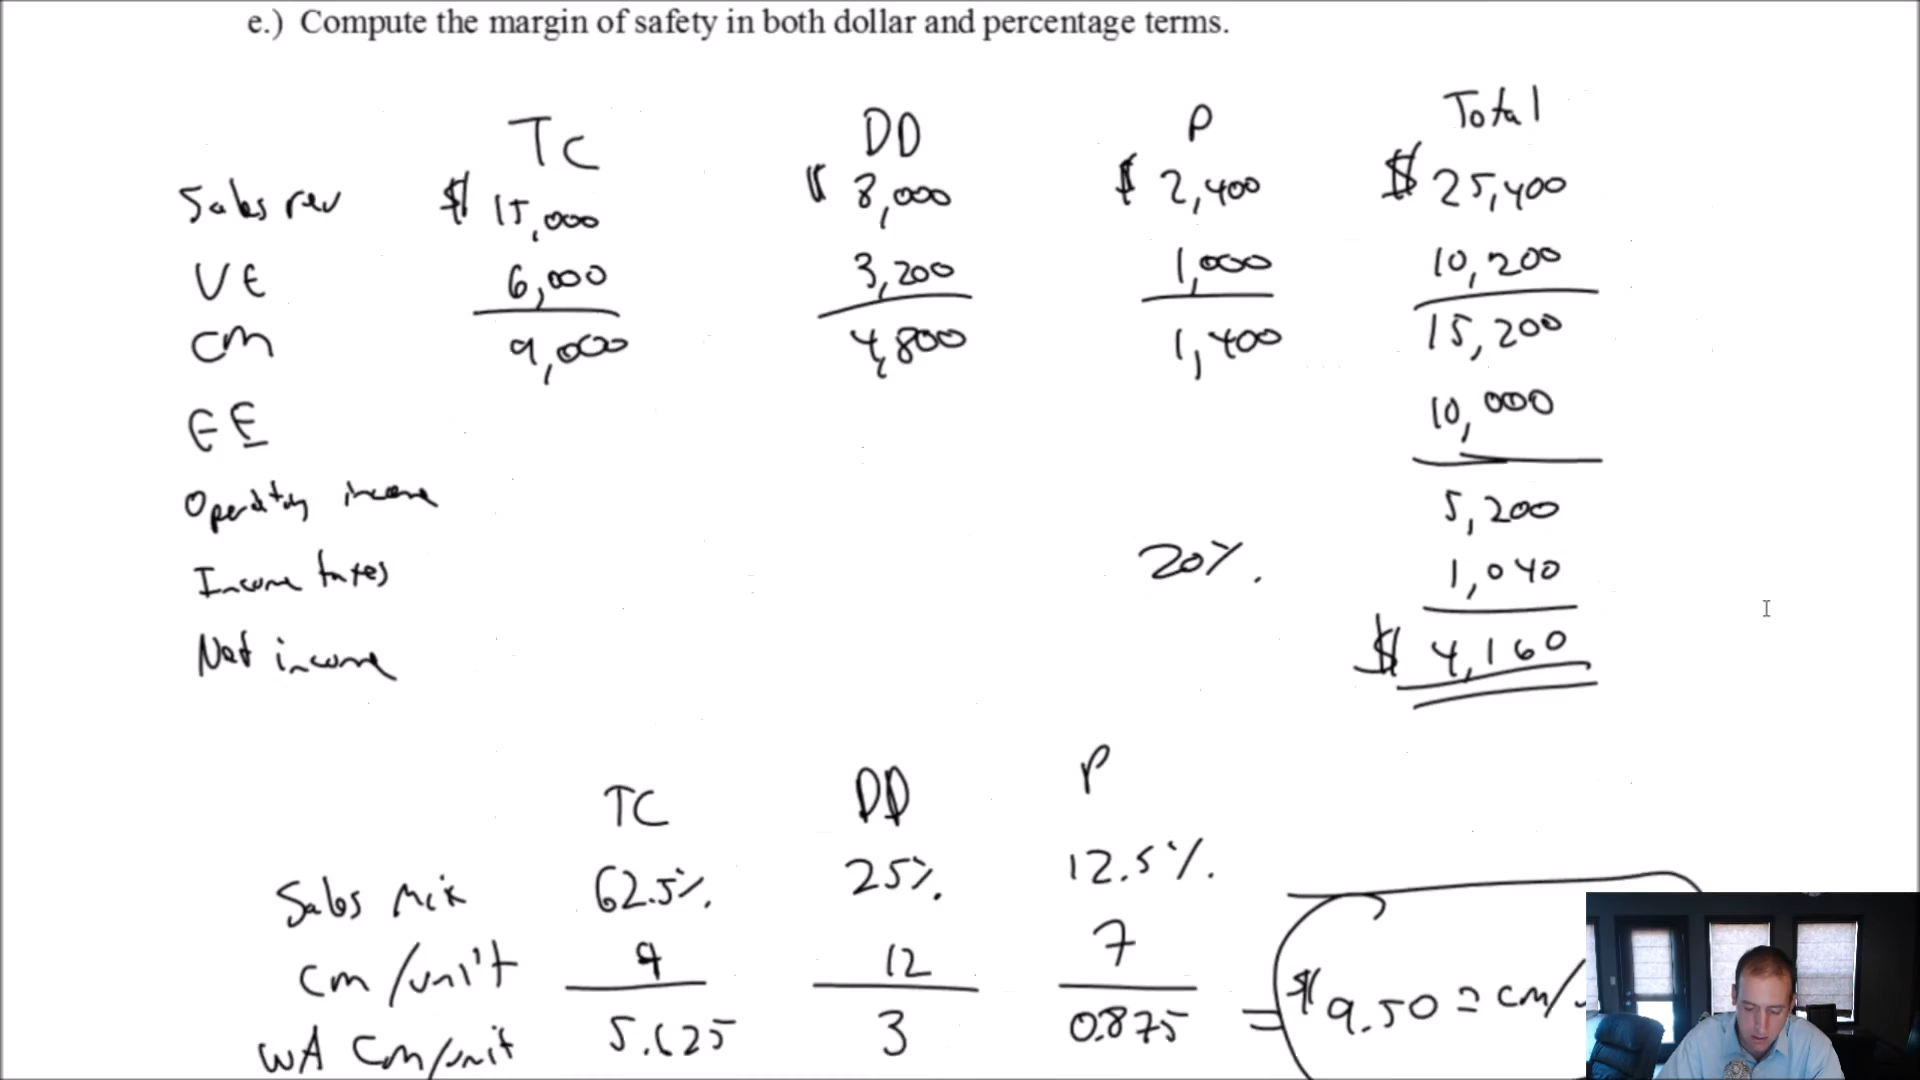 e.) Compute the margin of safety in both dollar and percentage terms.
TC DD P Total
Sales rev $ 15,000 $ 8,000 $ 2,400 $ 25,400
VE 6,000 3,200 1,000 10,200
CM 9,000 4,800 1,400 15,200
FE 10,000
Operating income 5,200
Income taxes 20%. 1,040
Net income $ 4,160
TC DD P
Sales mix 62.5%. 25%. 12.5%.
CM/unit 9 12 7
WA CM/unit 5.625 3 0.875 = $9.50 = CM/